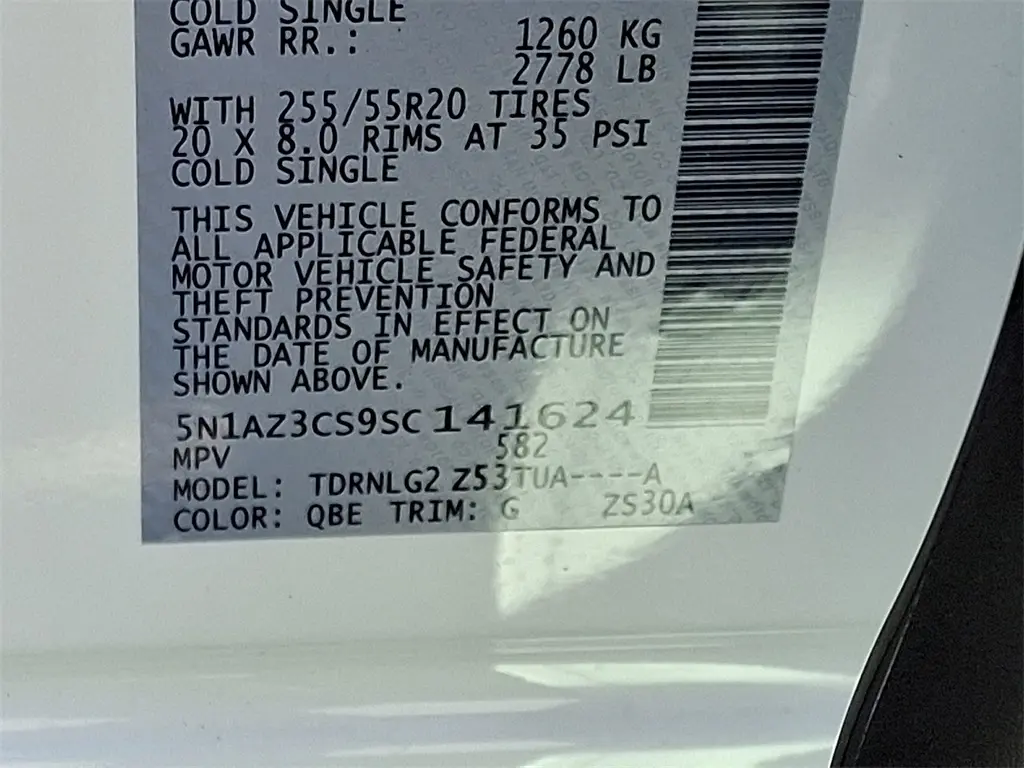 COLD SINGLE
GAWR RR.: 1260 KG
2778 LB
WITH 255/55R20 TIRES
20 X 8.0 RIMS AT 35 PSI
COLD SINGLE
THIS VEHICLE CONFORMS TO
ALL APPLICABLE FEDERAL
MOTOR VEHICLE SAFETY AND
THEFT PREVENTION
STANDARDS IN EFFECT ON
THE DATE OF MANUFACTURE
SHOWN ABOVE.
5N1AZ3CS9SC141624
MPV 582
MODEL: TDRNLG2 Z53TUA----A
COLOR: QBE TRIM: G ZS30A